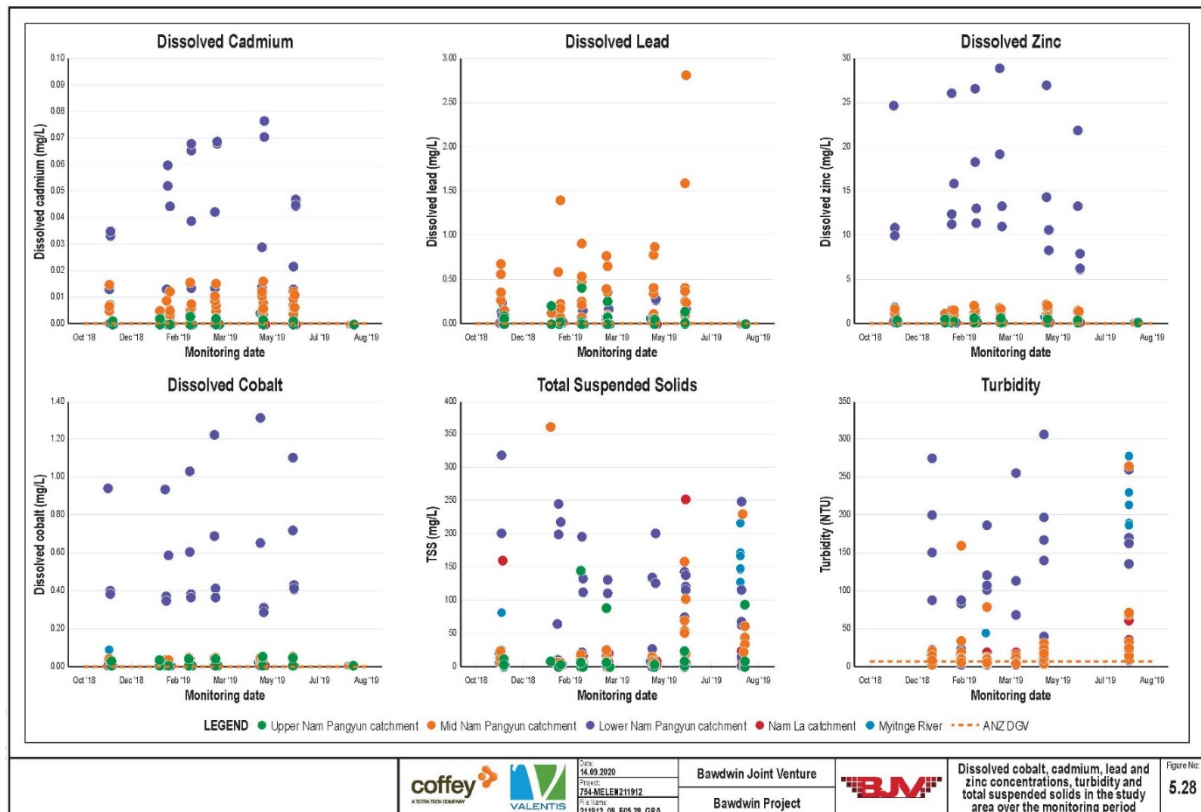 Dissolved Cadmium
Dissolved cadmium (mg/L)
0.10
0.09
0.08
0.07
0.06
0.05
0.04
0.03
0.02
0.01
0.00
Oct '18 Dec '18 Feb '19 Mar '19 May '19 Jul '19 Aug '19
Monitoring date
Dissolved Lead
Dissolved lead (mg/L)
3.00
2.50
2.00
1.50
1.00
0.50
0.00
Oct '18 Dec '18 Feb '19 Mar '19 May '19 Jul '19 Aug '19
Monitoring date
Dissolved Zinc
Dissolved zinc (mg/L)
30
25
20
15
10
5
0
Oct '18 Dec '18 Feb '19 Mar '19 May '19 Jul '19 Aug '19
Monitoring date
Dissolved Cobalt
Dissolved cobalt (mg/L)
1.40
1.20
1.00
0.80
0.60
0.40
0.20
0.00
Oct '18 Dec '18 Feb '19 Mar '19 May '19 Jul '19 Aug '19
Monitoring date
Total Suspended Solids
TSS (mg/L)
400
350
300
250
200
150
100
50
0
Oct '18 Dec '18 Feb '19 Mar '19 May '19 Jul '19 Aug '19
Monitoring date
Turbidity
Turbidity (NTU)
350
300
250
200
150
100
50
0
Oct '18 Dec '18 Feb '19 Mar '19 May '19 Jul '19 Aug '19
Monitoring date
LEGEND Upper Nam Pangyun catchment Mid Nam Pangyun catchment Lower Nam Pangyun catchment Nam La catchment Myitnge River ANZ DGV
coffey
A TETRA TECH COMPANY
VALENTIS
Date:
14.09.2020
Project:
754-MELEN211912
File Name:
Bawdwin Joint Venture
Bawdwin Project
BJV
Dissolved cobalt, cadmium, lead and
zinc concentrations, turbidity and
total suspended solids in the study
area over the monitoring period
Figure No:
5.28